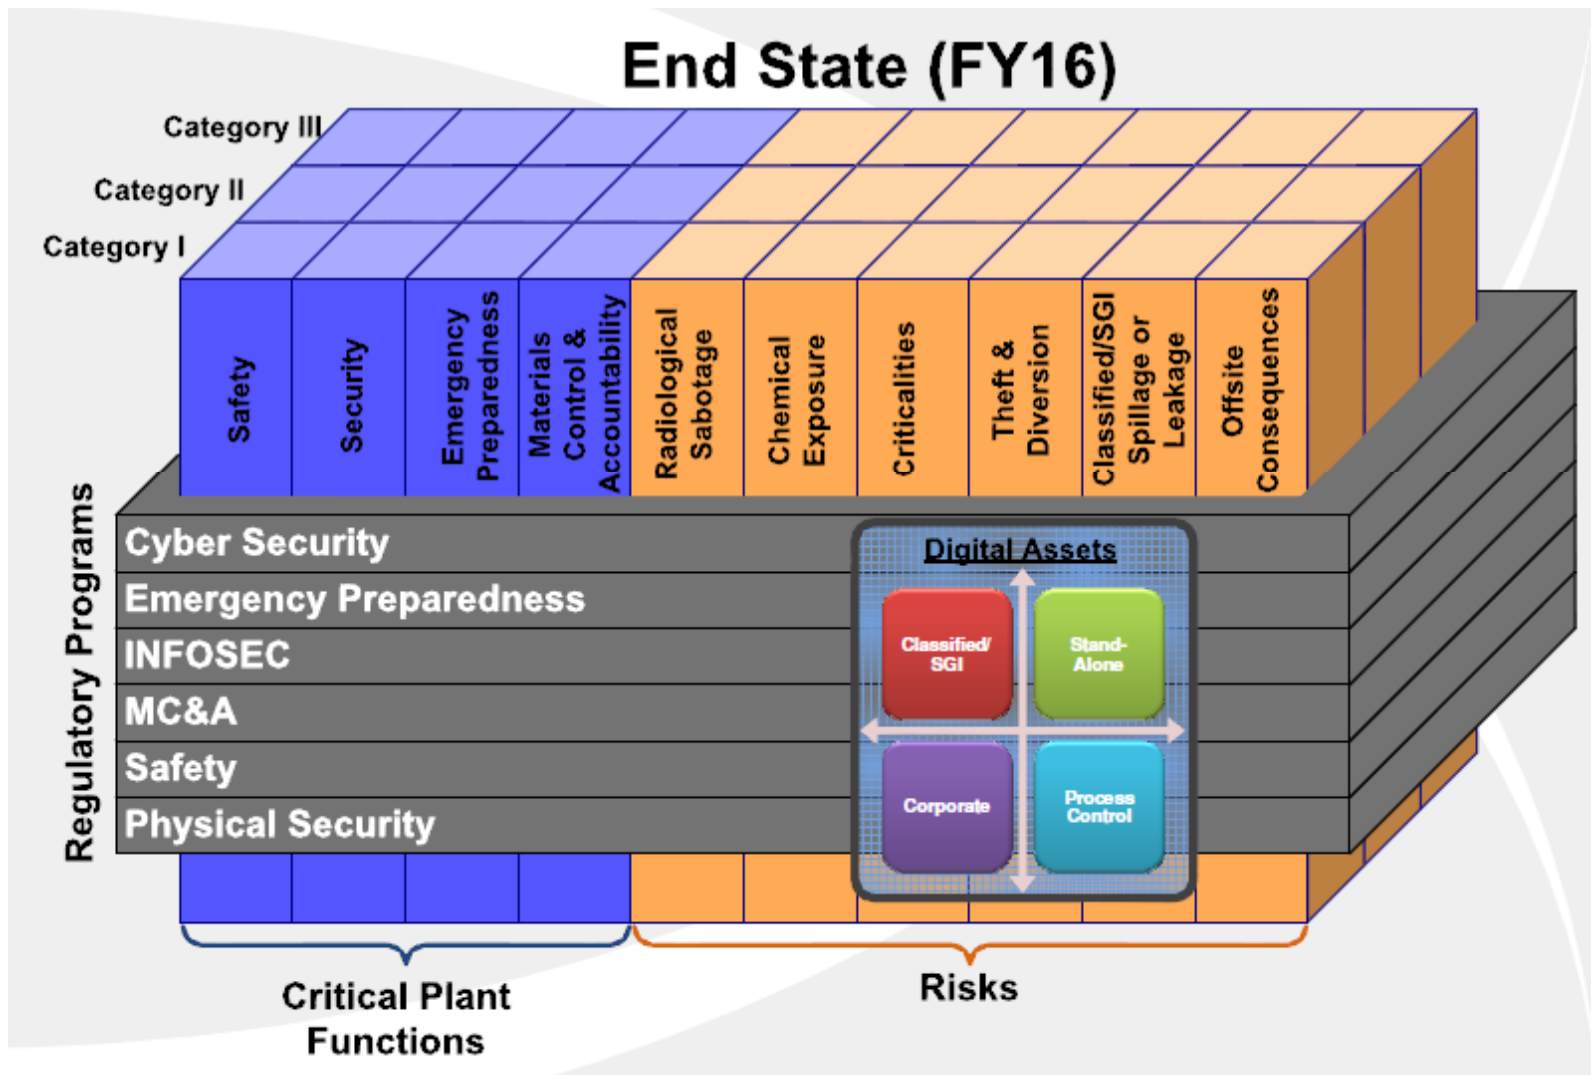 End State (FY16)
Category III
Category II
Category I
Safety
Security
Emergency
Preparedness
Materials
Control &
Accountability
Radiological
Sabotage
Chemical
Exposure
Criticalities
Theft &
Diversion
Classified/SGI
Spillage or
Leakage
Offsite
Consequences
Regulatory Programs
Cyber Security
Emergency Preparedness
INFOSEC
MC&A
Safety
Physical Security
Digital Assets
Classified/
SGI
Stand-
Alone
Corporate
Process
Control
Critical Plant
Functions
Risks